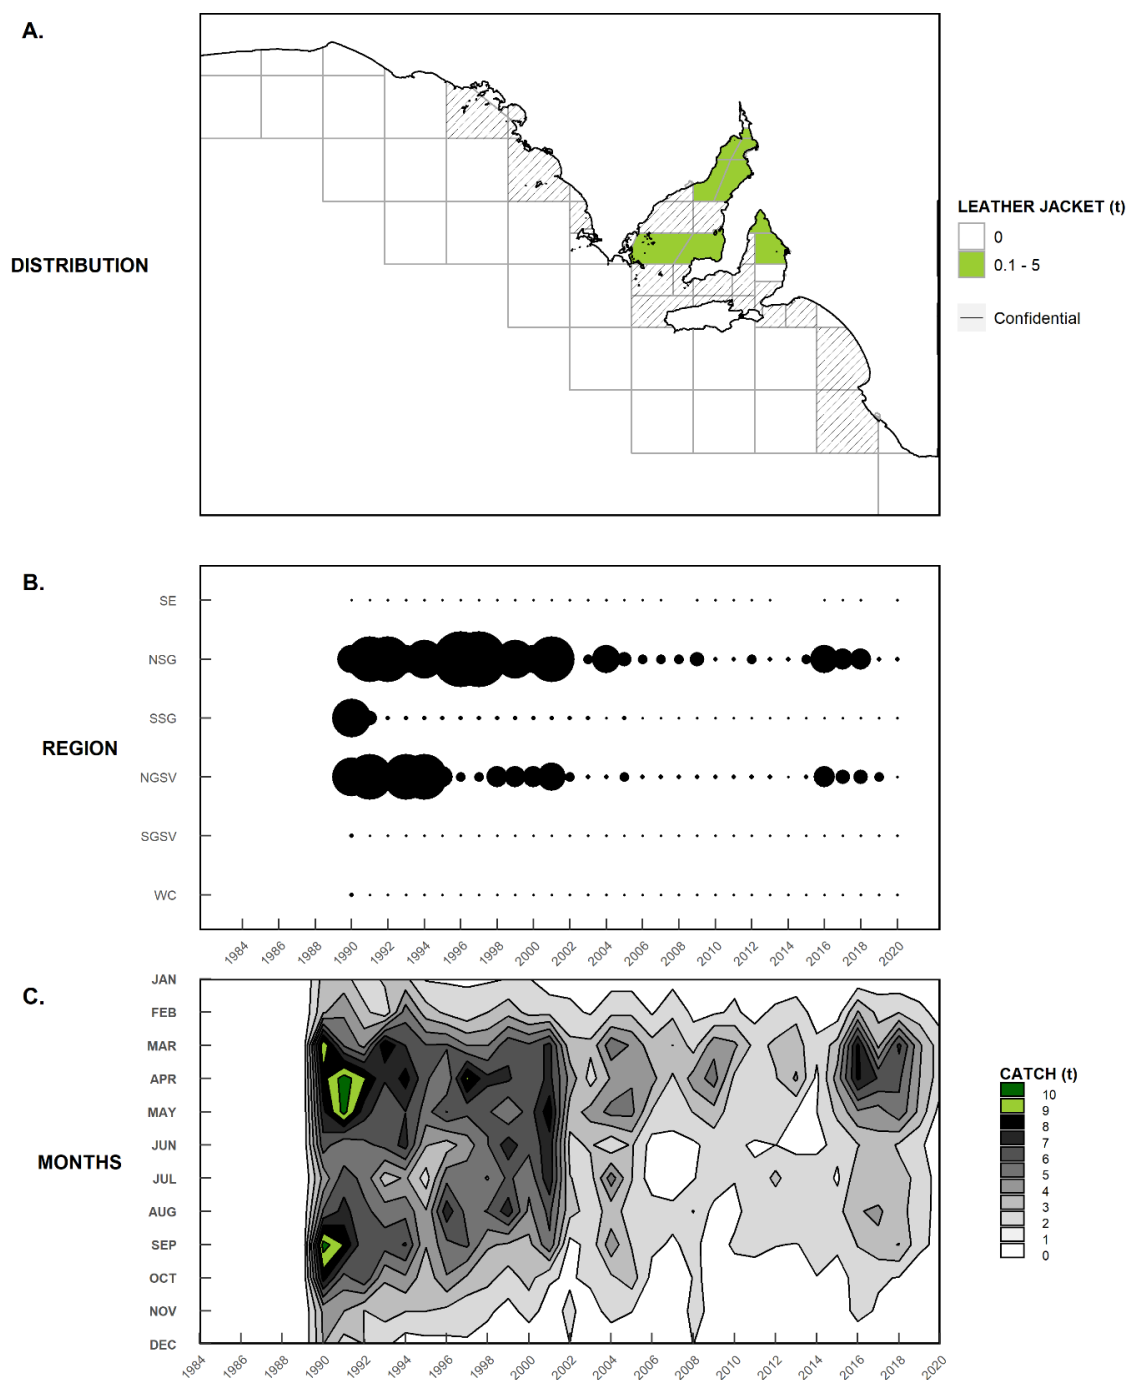 A.
DISTRIBUTION
LEATHER JACKET (t)
0
0.1 - 5
Confidential
B.
REGION
SE
NSG
SSG
NGSV
SGSV
WC
1984 1986 1988 1990 1992 1994 1996 1998 2000 2002 2004 2006 2008 2010 2012 2014 2016 2018 2020
C.
MONTHS
JAN
FEB
MAR
APR
MAY
JUN
JUL
AUG
SEP
OCT
NOV
DEC
1984 1986 1988 1990 1992 1994 1996 1998 2000 2002 2004 2006 2008 2010 2012 2014 2016 2018 2020
CATCH (t)
10
9
8
7
6
5
4
3
2
1
0